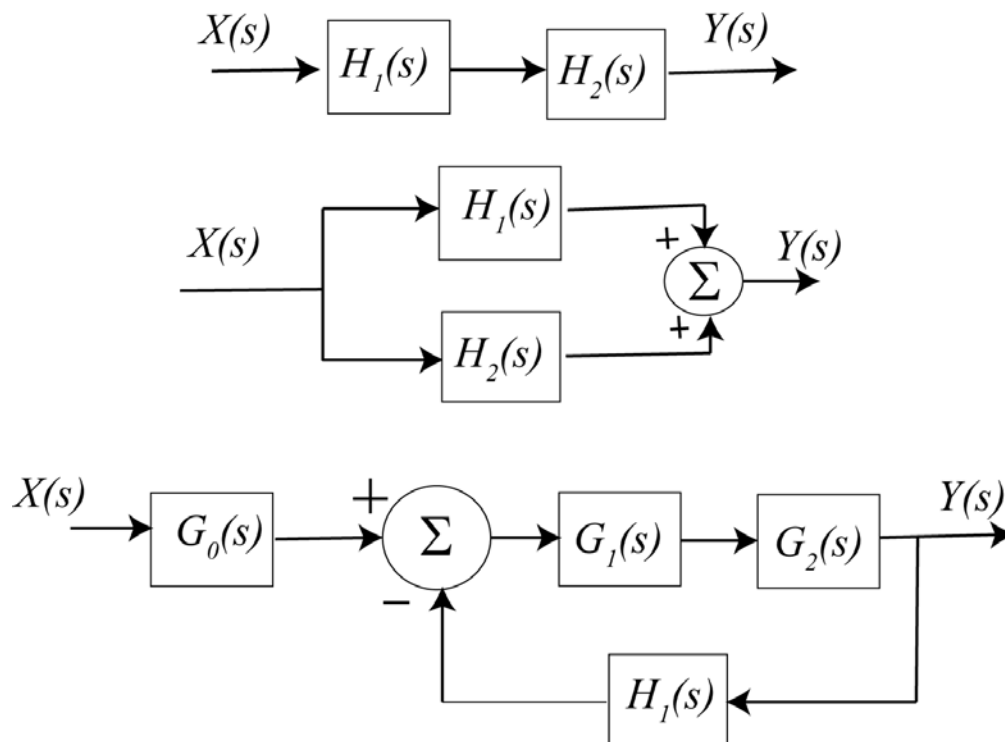 X(s) H₁(s) H₂(s) Y(s)
H₁(s)
X(s) + Σ Y(s)
+
H₂(s)
X(s) G₀(s) + Σ G₁(s) G₂(s) Y(s)
−
H₁(s)